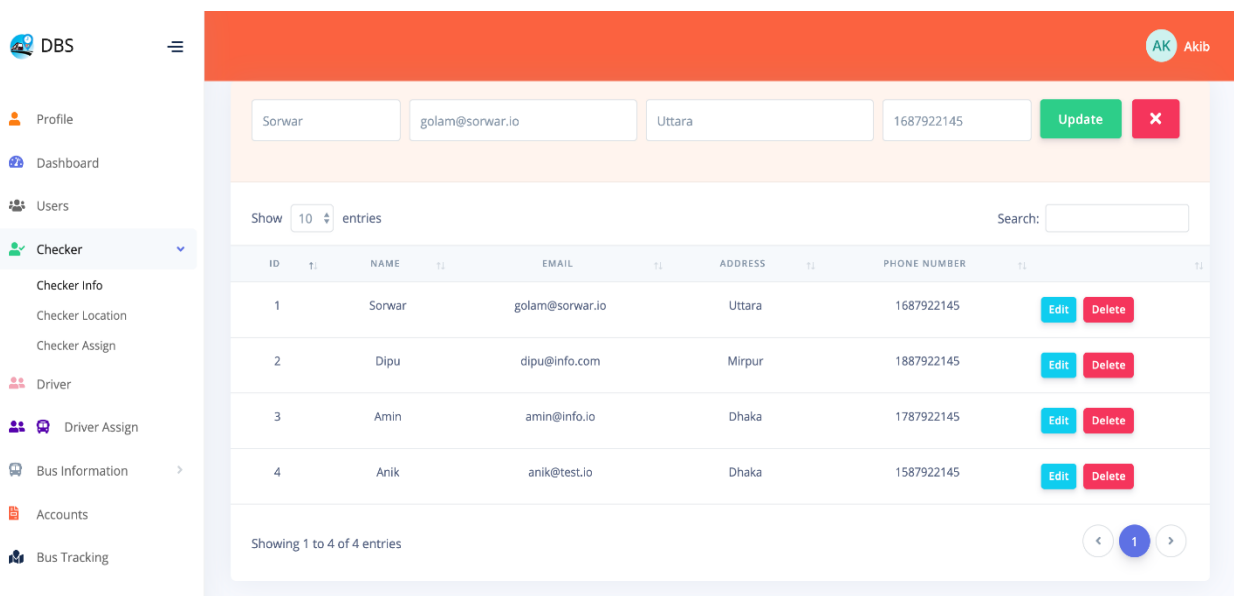 DBS
AK Akib
Profile
Dashboard
Users
Checker
Checker Info
Checker Location
Checker Assign
Driver
Driver Assign
Bus Information
Accounts
Bus Tracking
Sorwar golam@sorwar.io Uttara 1687922145 Update
Show 10 entries Search:
ID NAME EMAIL ADDRESS PHONE NUMBER
1 Sorwar golam@sorwar.io Uttara 1687922145 Edit Delete
2 Dipu dipu@info.com Mirpur 1887922145 Edit Delete
3 Amin amin@info.io Dhaka 1787922145 Edit Delete
4 Anik anik@test.io Dhaka 1587922145 Edit Delete
Showing 1 to 4 of 4 entries 1